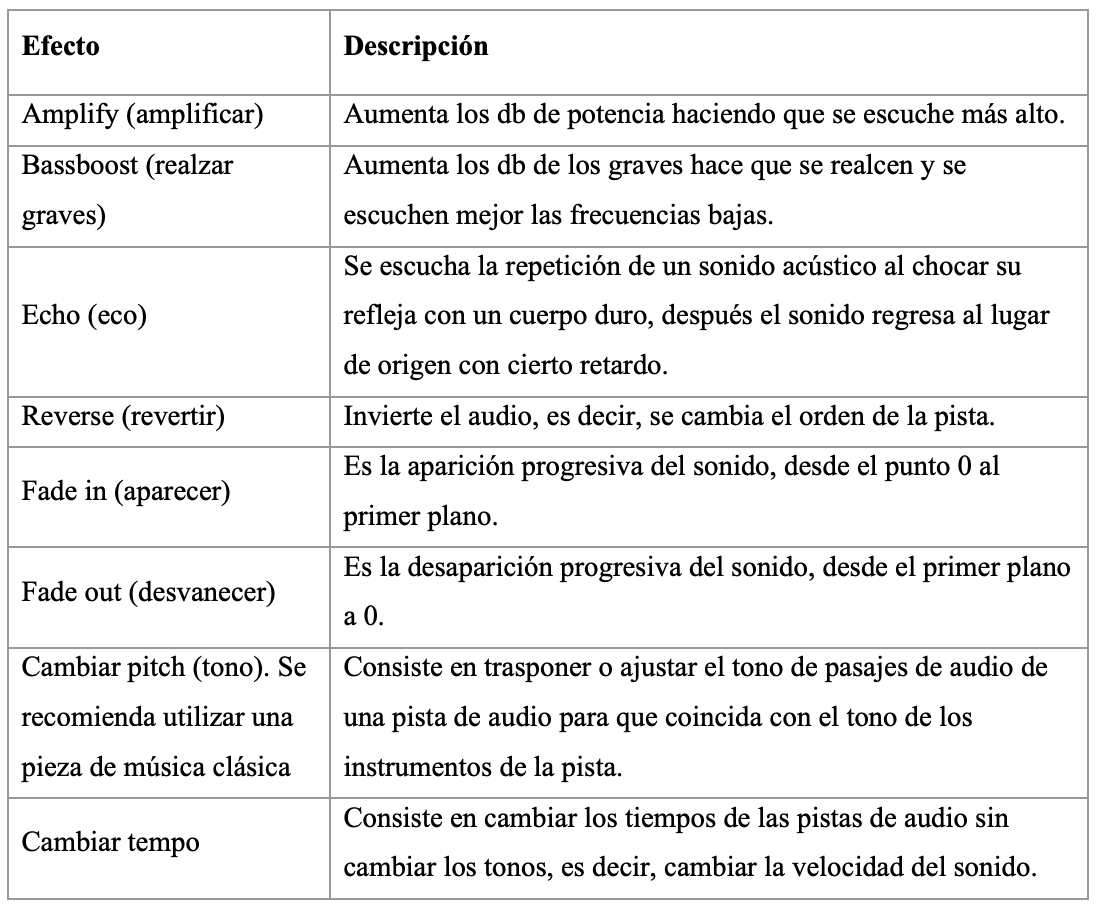 Efecto
Descripción
Amplify (amplificar)
Aumenta los db de potencia haciendo que se escuche más alto.
Bassboost (realzar
graves)
Aumenta los db de los graves hace que se realcen y se
escuchen mejor las frecuencias bajas.
Echo (eco)
Se escucha la repetición de un sonido acústico al chocar su
refleja con un cuerpo duro, después el sonido regresa al lugar
de origen con cierto retardo.
Reverse (revertir)
Invierte el audio, es decir, se cambia el orden de la pista.
Fade in (aparecer)
Es la aparición progresiva del sonido, desde el punto 0 al
primer plano.
Fade out (desvanecer)
Es la desaparición progresiva del sonido, desde el primer plano
a 0.
Cambiar pitch (tono). Se
recomienda utilizar una
pieza de música clásica
Consiste en trasponer o ajustar el tono de pasajes de audio de
una pista de audio para que coincida con el tono de los
instrumentos de la pista.
Cambiar tempo
Consiste en cambiar los tiempos de las pistas de audio sin
cambiar los tonos, es decir, cambiar la velocidad del sonido.